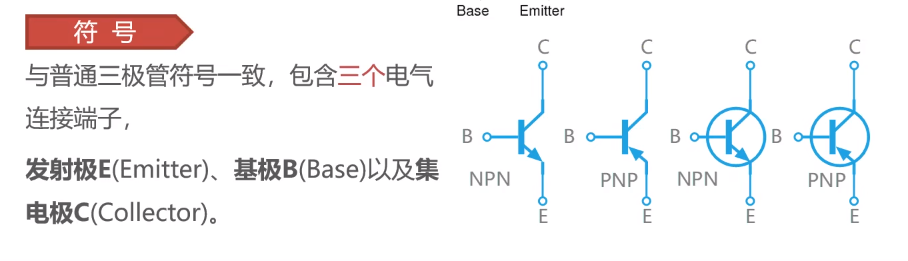 Base Emitter
符 号
与普通三极管符号一致，包含三个电气
连接端子，
发射极E(Emitter)、基极B(Base)以及集
电极C(Collector)。
C C C C
B B B B
NPN PNP NPN PNP
E E E E